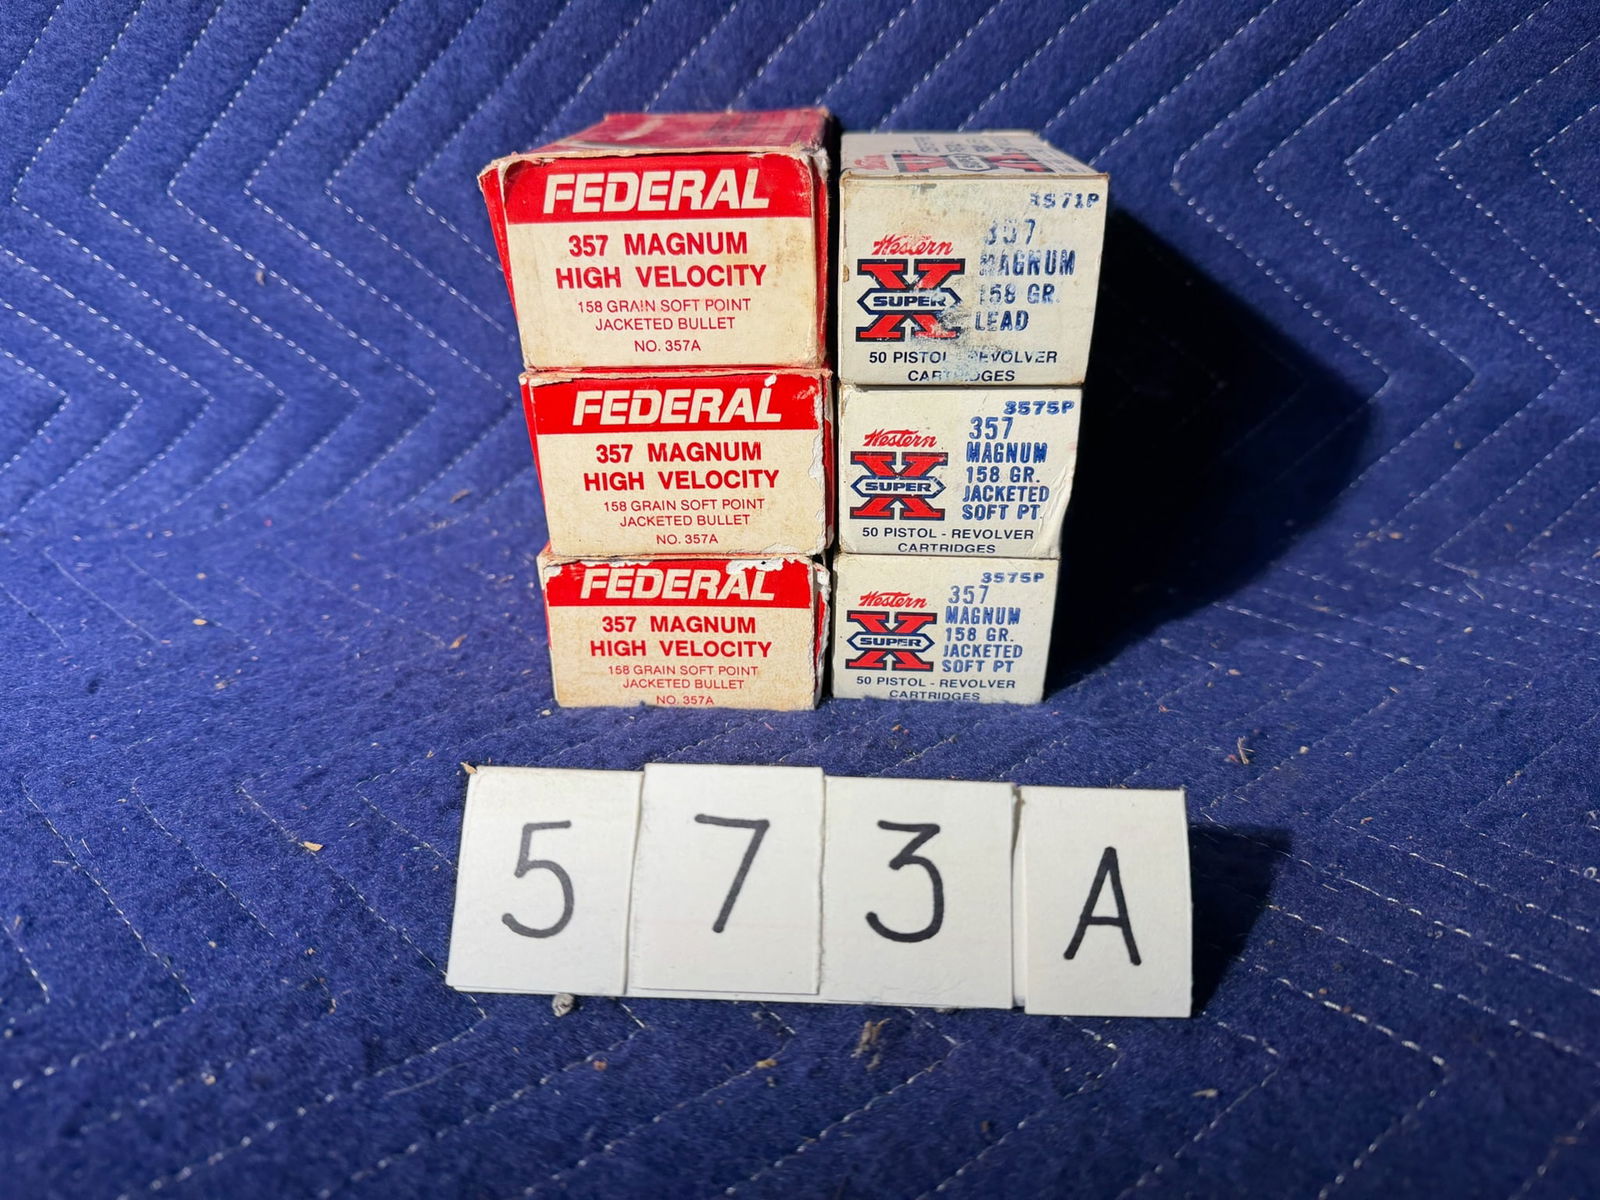 FEDERAL
357 MAGNUM
HIGH VELOCITY
158 GRAIN SOFT POINT
JACKETED BULLET
NO. 357A
FEDERAL
357 MAGNUM
HIGH VELOCITY
158 GRAIN SOFT POINT
JACKETED BULLET
NO. 357A
FEDERAL
357 MAGNUM
HIGH VELOCITY
158 GRAIN SOFT POINT
JACKETED BULLET
NO. 357A
3571P
Western
X
SUPER
357
MAGNUM
158 GR.
LEAD
50 PISTOL - REVOLVER
CARTRIDGES
3575P
Western
X
SUPER
357
MAGNUM
158 GR.
JACKETED
SOFT PT.
50 PISTOL - REVOLVER
CARTRIDGES
3575P
Western
X
SUPER
357
MAGNUM
158 GR.
JACKETED
SOFT PT
50 PISTOL - REVOLVER
CARTRIDGES
573A